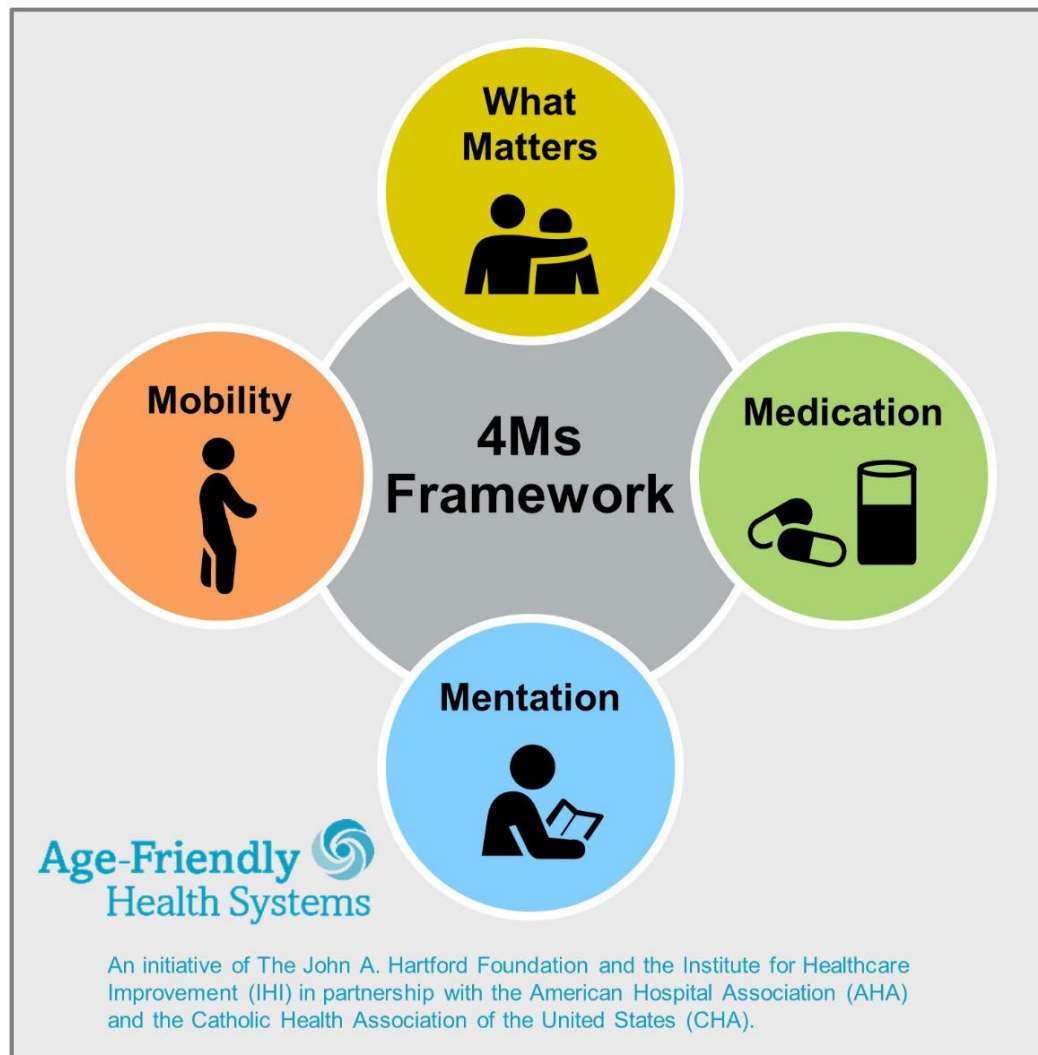 What
Matters
Mobility
4Ms
Framework
Medication
Mentation
Age-Friendly
Health Systems
An initiative of The John A. Hartford Foundation and the Institute for Healthcare
Improvement (IHI) in partnership with the American Hospital Association (AHA)
and the Catholic Health Association of the United States (CHA).